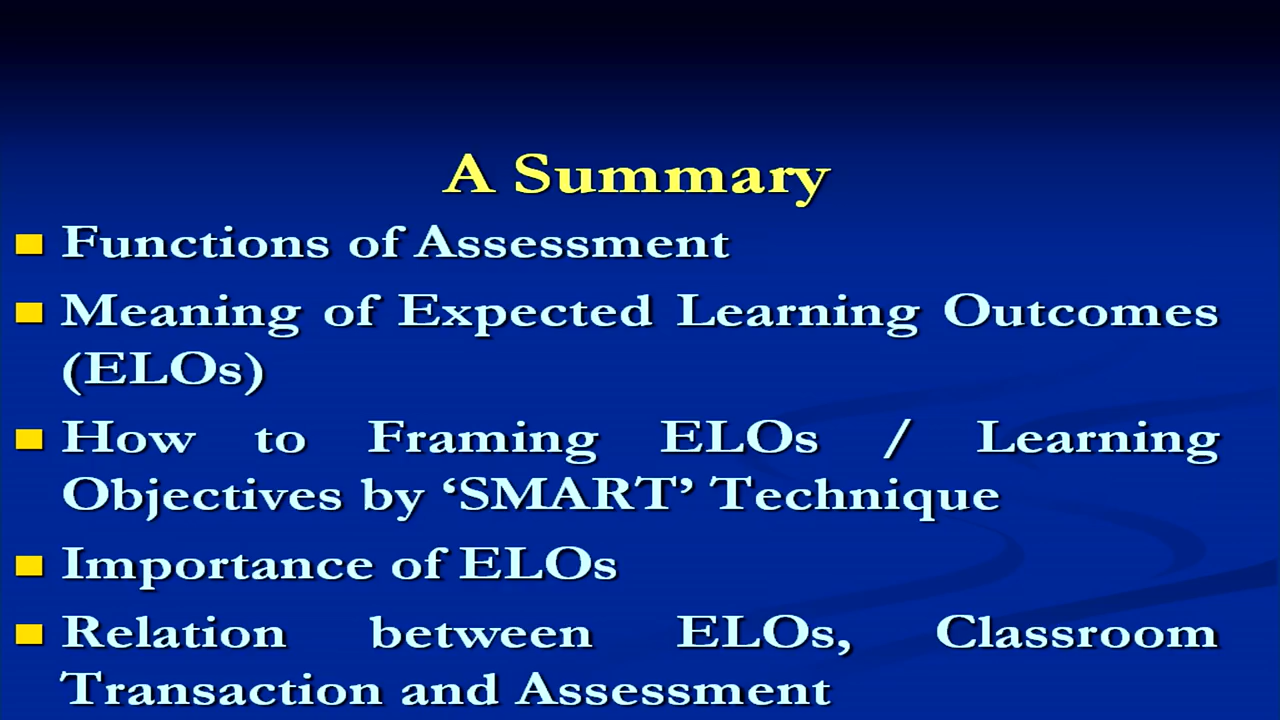 A Summary
Functions of Assessment
Meaning of Expected Learning Outcomes
(ELOs)
How to Framing ELOs / Learning
Objectives by ‘SMART’ Technique
Importance of ELOs
Relation between ELOs, Classroom
Transaction and Assessment